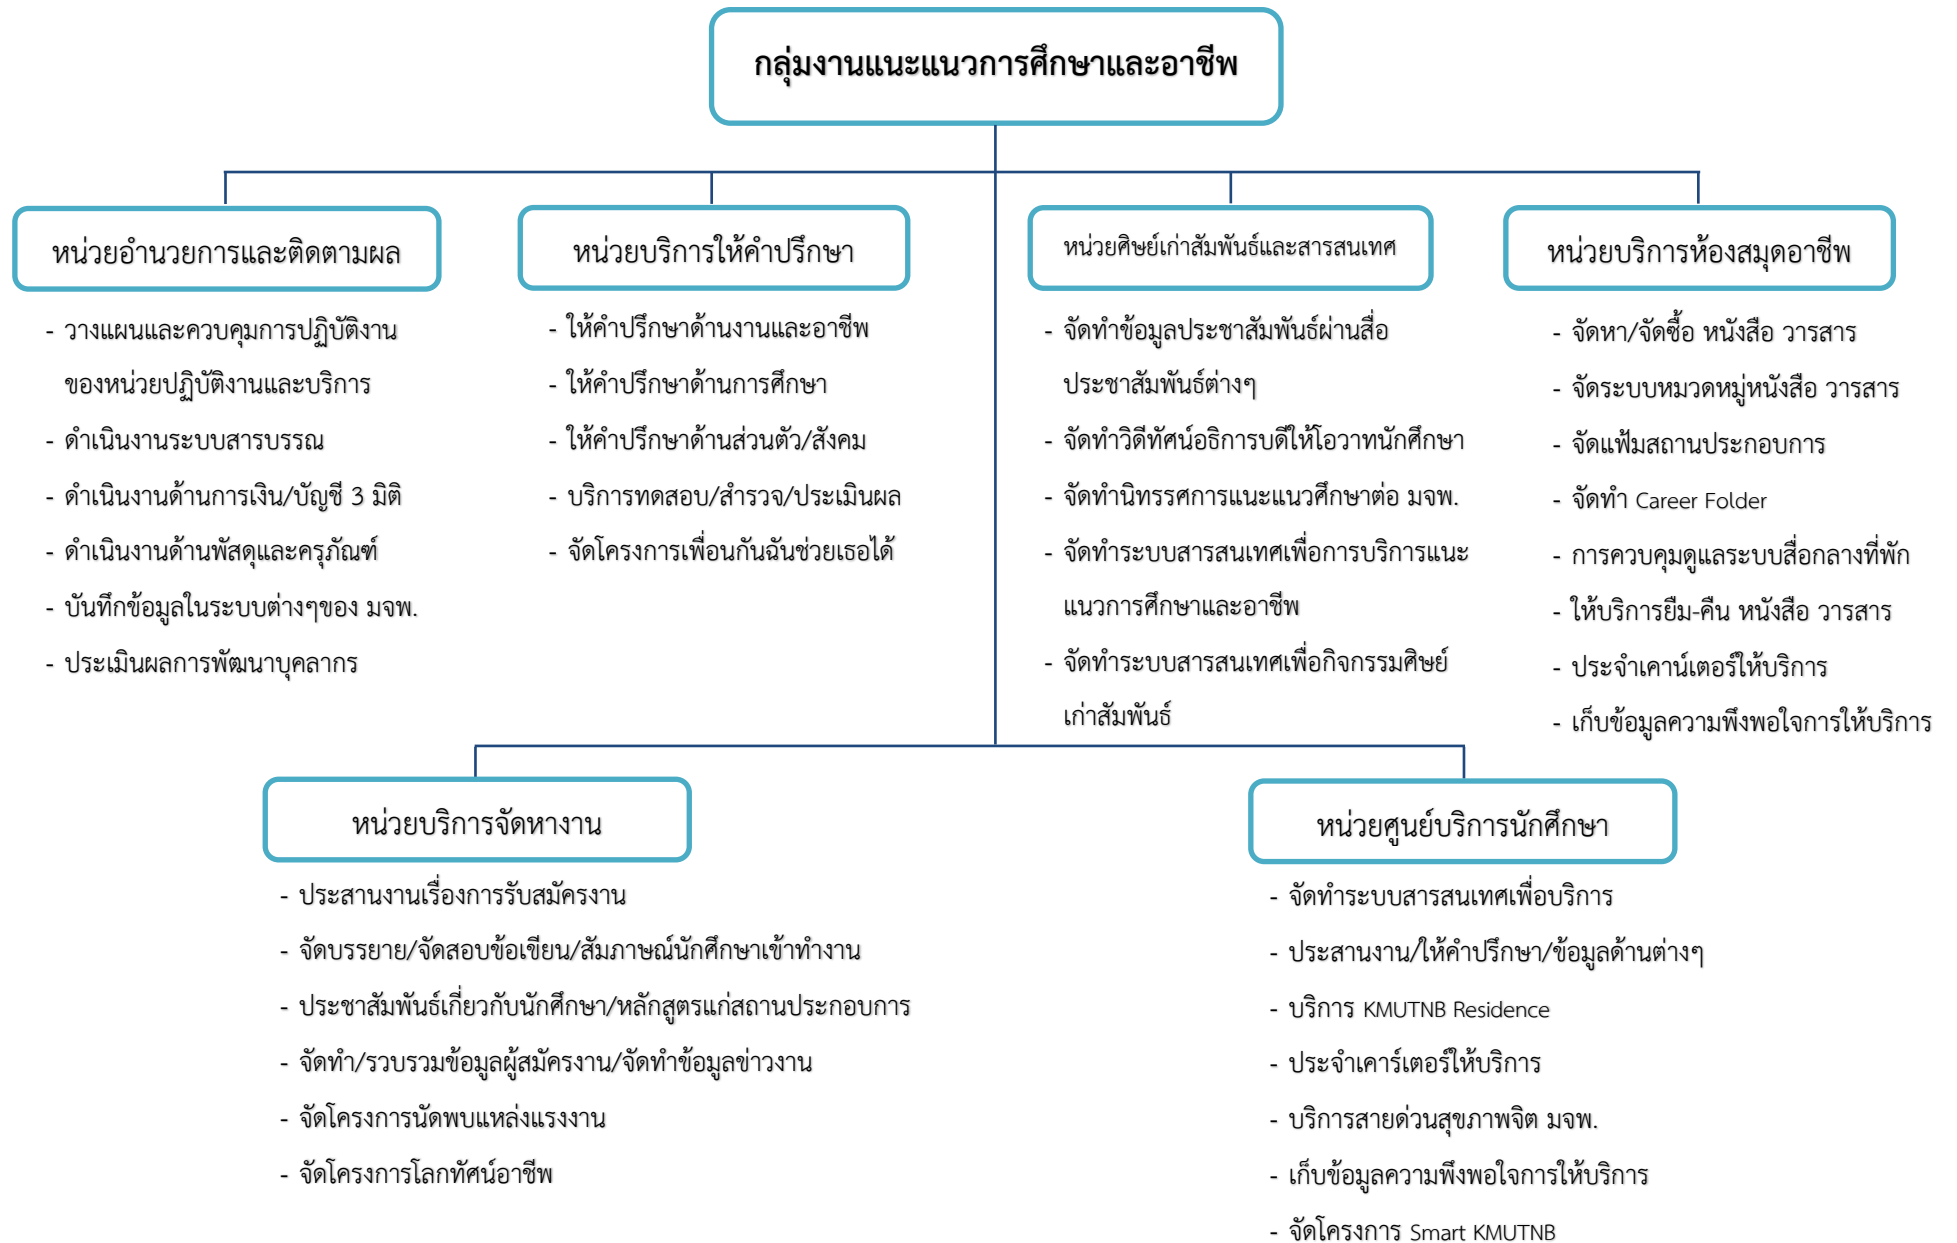 กลุ่มงานแนะแนวการศึกษาและอาชีพ
หน่วยอำนวยการและติดตามผล
- วางแผนและควบคุมการปฏิบัติงาน
ของหน่วยปฏิบัติงานและบริการ
- ดำเนินงานระบบสารบรรณ
- ดำเนินงานด้านการเงิน/บัญชี 3 มิติ
- ดำเนินงานด้านพัสดุและครุภัณฑ์
- บันทึกข้อมูลในระบบต่างๆของ มจพ.
- ประเมินผลการพัฒนาบุคลากร
หน่วยบริการให้คำปรึกษา
- ให้คำปรึกษาด้านงานและอาชีพ
- ให้คำปรึกษาด้านการศึกษา
- ให้คำปรึกษาด้านส่วนตัว/สังคม
- บริการทดสอบ/สำรวจ/ประเมินผล
- จัดโครงการเพื่อนกันฉันช่วยเธอได้
หน่วยศิษย์เก่าสัมพันธ์และสารสนเทศ
- จัดทำข้อมูลประชาสัมพันธ์ผ่านสื่อ
ประชาสัมพันธ์ต่างๆ
- จัดทำวิดีทัศน์อธิการบดีให้โอวาทนักศึกษา
- จัดทำนิทรรศการแนะแนวศึกษาต่อ มจพ.
- จัดทำระบบสารสนเทศเพื่อการบริการแนะ
แนวการศึกษาและอาชีพ
- จัดทำระบบสารสนเทศเพื่อกิจกรรมศิษย์
เก่าสัมพันธ์
หน่วยบริการห้องสมุดอาชีพ
- จัดหา/จัดซื้อ หนังสือ วารสาร
- จัดระบบหมวดหมู่หนังสือ วารสาร
- จัดแฟ้มสถานประกอบการ
- จัดทำ Career Folder
- การควบคุมดูแลระบบสื่อกลางที่พัก
- ให้บริการยืม-คืน หนังสือ วารสาร
- ประจำเคาน์เตอร์ให้บริการ
- เก็บข้อมูลความพึงพอใจการให้บริการ
หน่วยบริการจัดหางาน
- ประสานงานเรื่องการรับสมัครงาน
- จัดบรรยาย/จัดสอบข้อเขียน/สัมภาษณ์นักศึกษาเข้าทำงาน
- ประชาสัมพันธ์เกี่ยวกับนักศึกษา/หลักสูตรแก่สถานประกอบการ
- จัดทำ/รวบรวมข้อมูลผู้สมัครงาน/จัดทำข้อมูลข่าวงาน
- จัดโครงการนัดพบแหล่งแรงงาน
- จัดโครงการโลกทัศน์อาชีพ
หน่วยศูนย์บริการนักศึกษา
- จัดทำระบบสารสนเทศเพื่อบริการ
- ประสานงาน/ให้คำปรึกษา/ข้อมูลด้านต่างๆ
- บริการ KMUTNB Residence
- ประจำเคาร์เตอร์ให้บริการ
- บริการสายด่วนสุขภาพจิต มจพ.
- เก็บข้อมูลความพึงพอใจการให้บริการ
- จัดโครงการ Smart KMUTNB